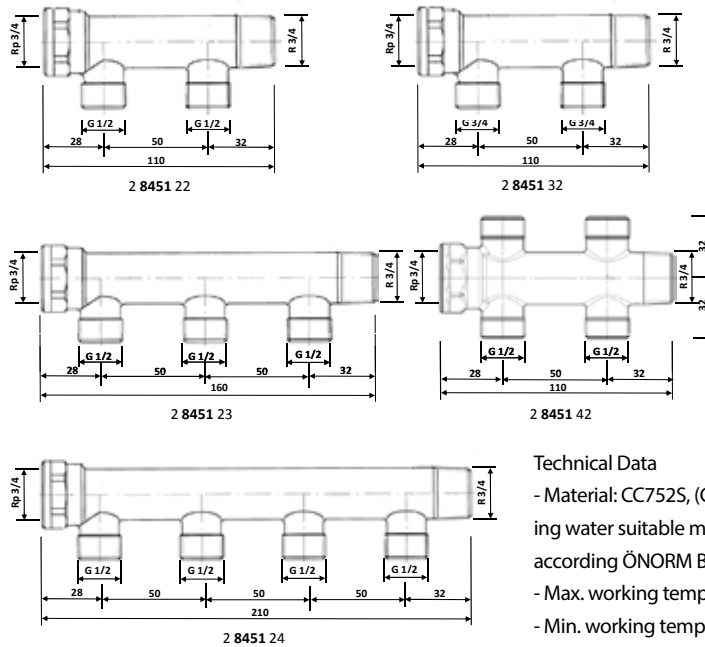 Rp 3/4
R 3/4
G 1/2
G 1/2
28
50
32
110
2 8451 22
Rp 3/4
R 3/4
G 3/4
G 3/4
28
50
32
110
2 8451 32
Rp 3/4
R 3/4
G 1/2
G 1/2
G 1/2
28
50
50
32
160
2 8451 23
Rp 3/4
R 3/4
32
32
G 1/2
G 1/2
28
50
32
110
2 8451 42
Rp 3/4
R 3/4
G 1/2
G 1/2
G 1/2
G 1/2
28
50
50
50
32
210
2 8451 24
Technical Data
- Material: CC752S, (
ing water suitable m
according ÖNORM B
- Max. working temp
- Min. working temp